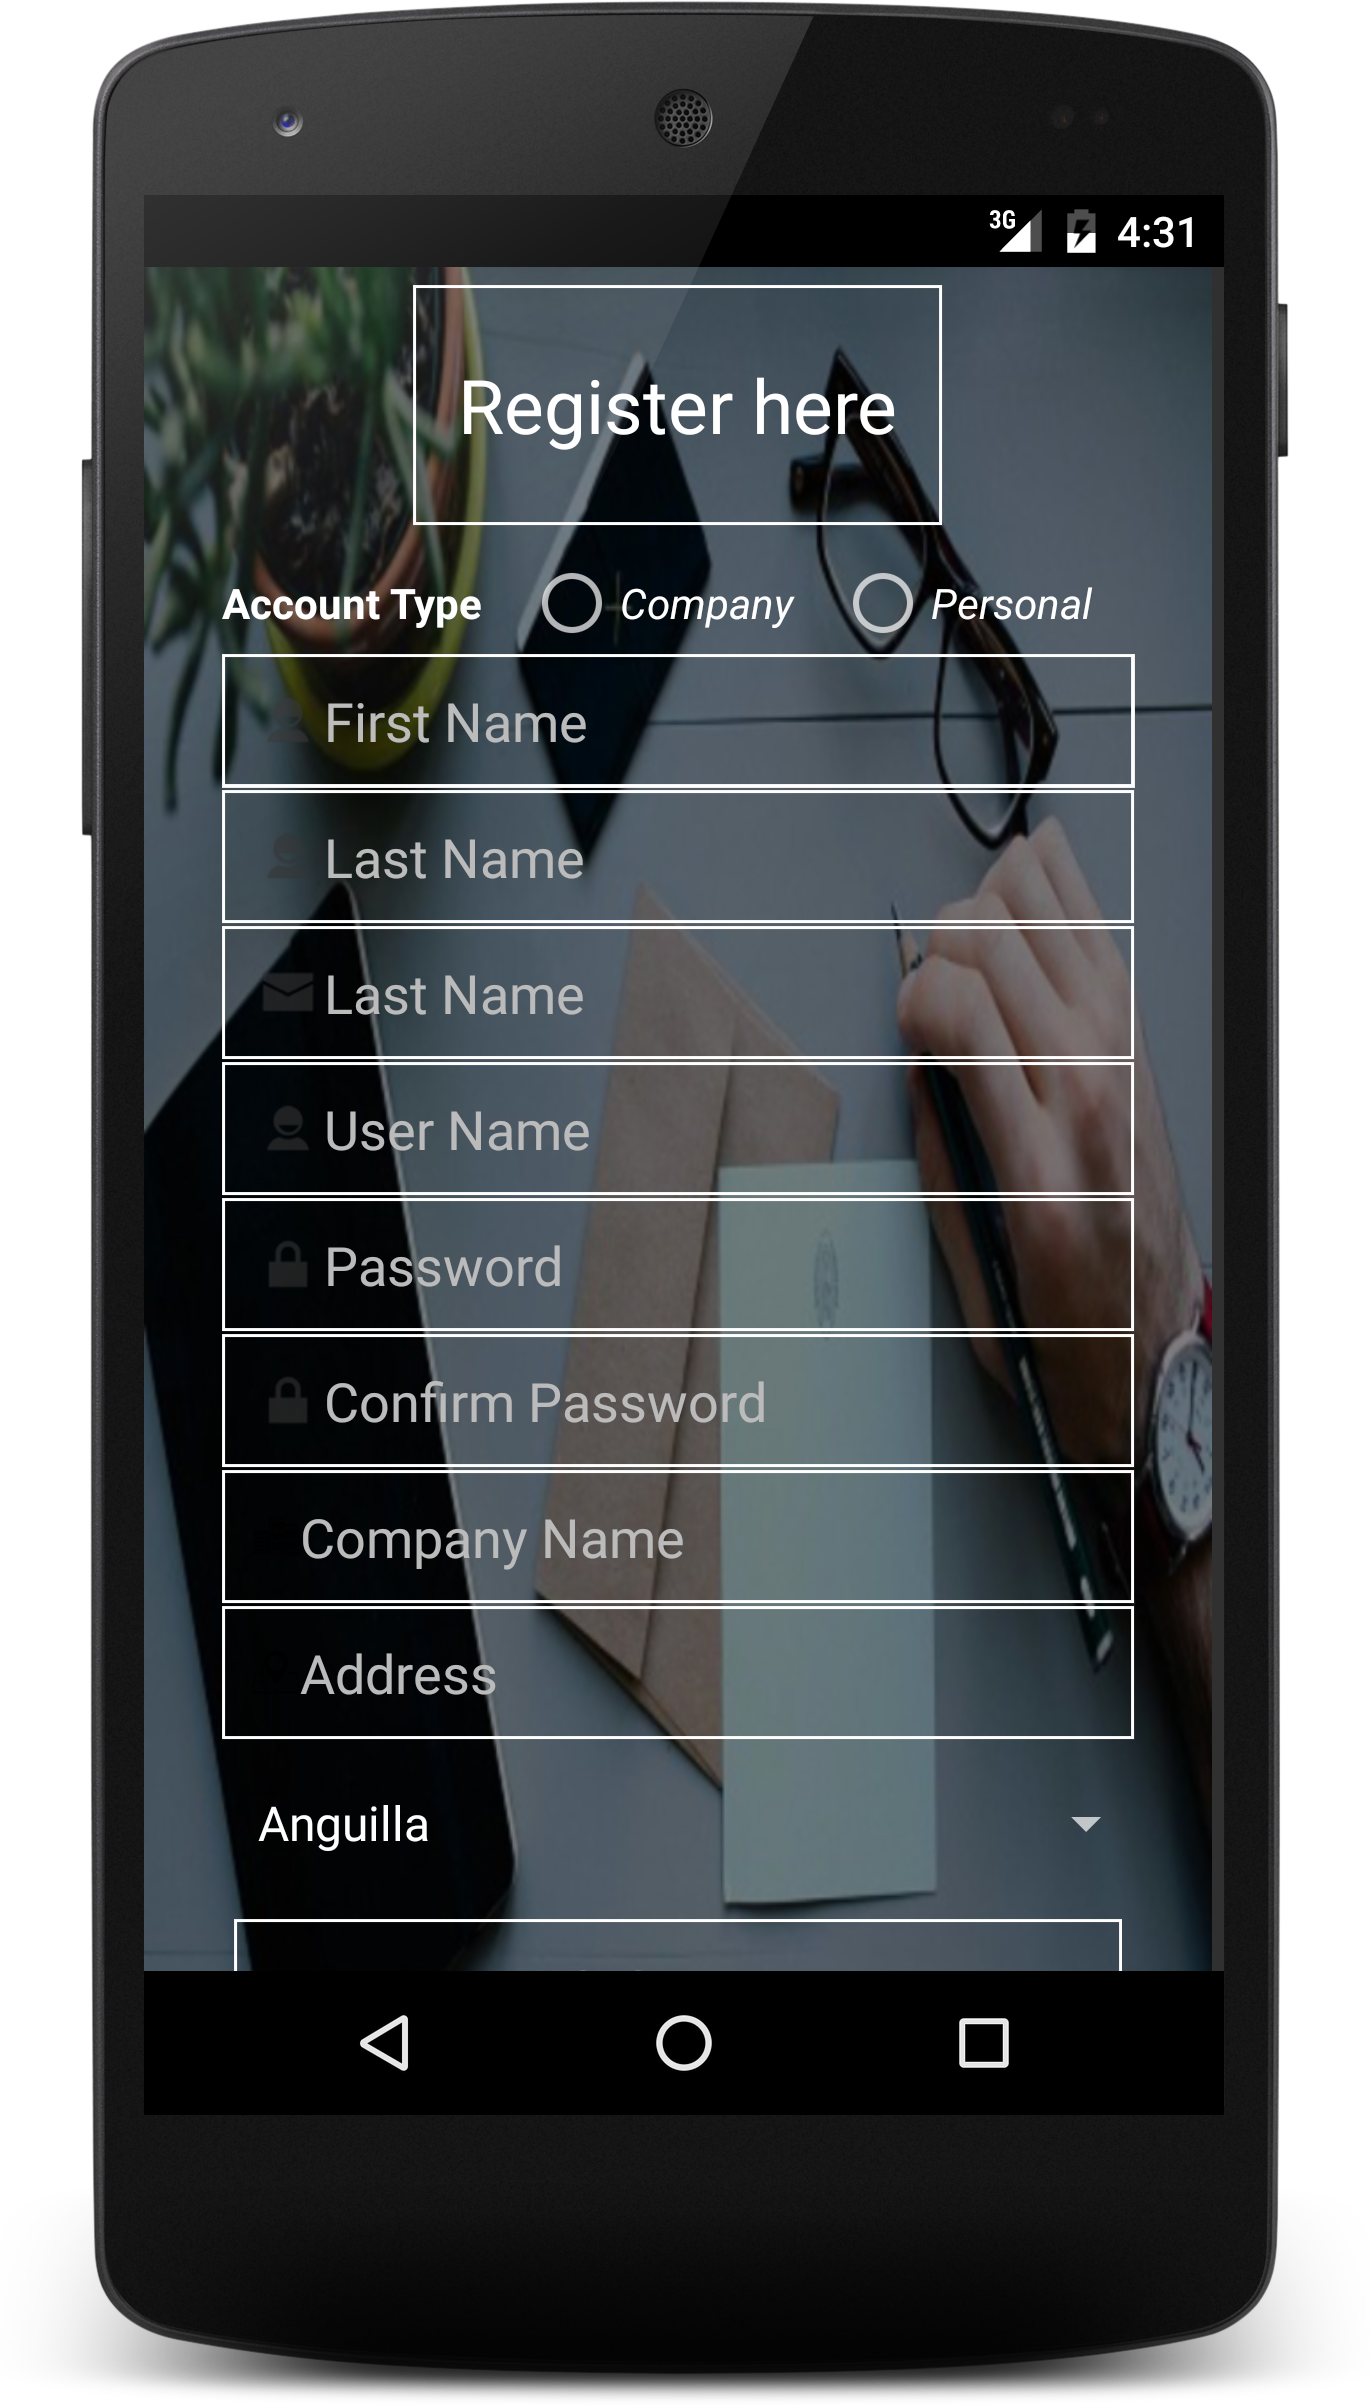 3G 4:31
Register here
Account Type Company Personal
First Name
Last Name
Last Name
User Name
Password
Confirm Password
Company Name
Address
Anguilla